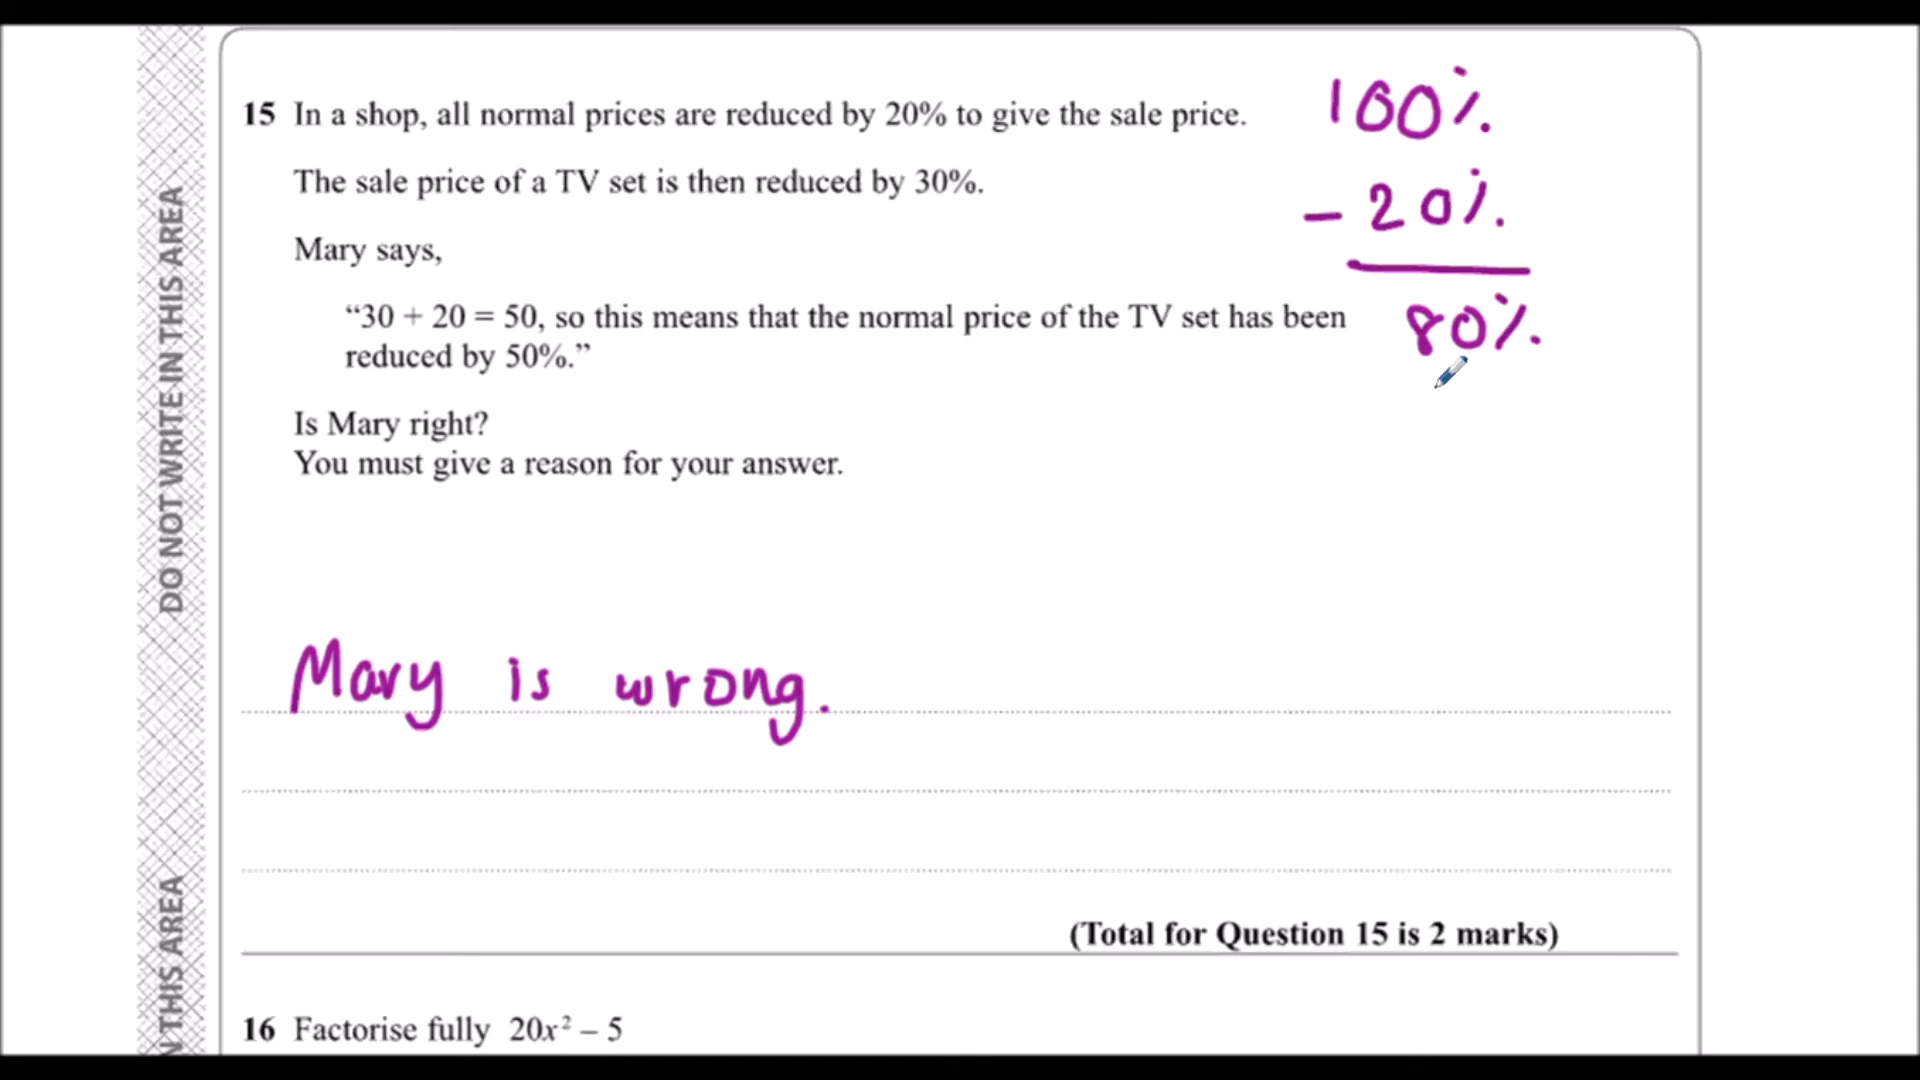 15 In a shop, all normal prices are reduced by 20% to give the sale price.
100%
The sale price of a TV set is then reduced by 30%.
- 20%
Mary says,
“30 + 20 = 50, so this means that the normal price of the TV set has been
reduced by 50%.”
80%
Is Mary right?
You must give a reason for your answer.
Mary is wrong.
(Total for Question 15 is 2 marks)
16 Factorise fully 20x² – 5
DO NOT WRITE IN THIS AREA
N THIS AREA